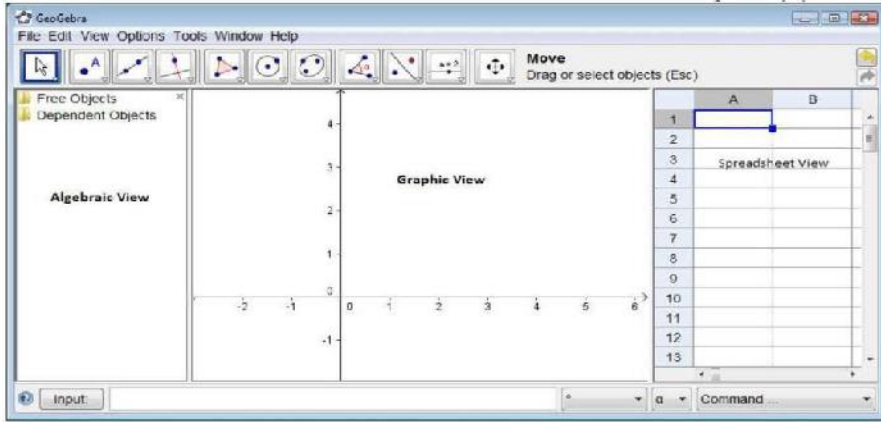 GeoGebra
File Edit View Options Tools Window Help
Move
Drag or select objects (Esc)
Free Objects
Dependent Objects
Algebraic View
Graphic View
4
3
2
1
0
-1
-2 -1 0 1 2 3 4 5 6
A B
1
2
3
4
5
6
7
8
9
10
11
12
13
Spreadsheet View
Input:
α
Command ...